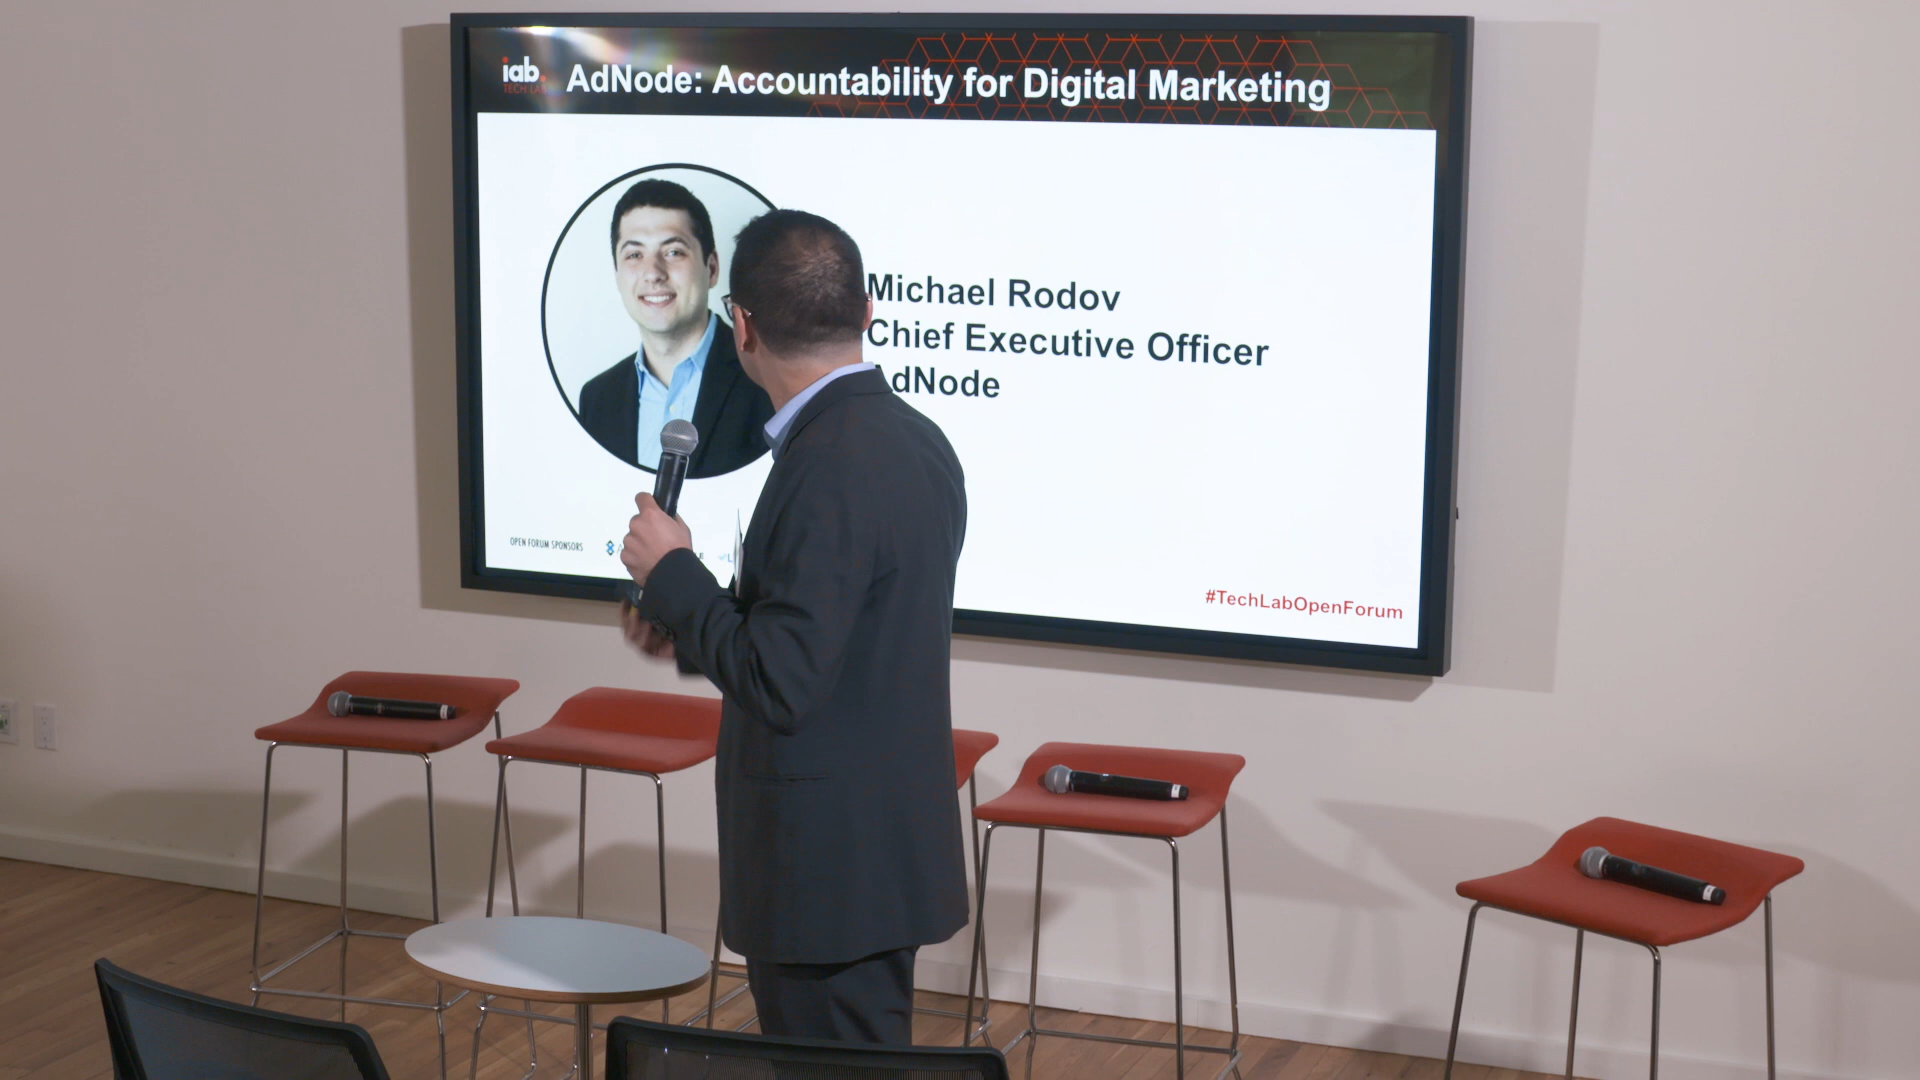 iab.
TECH LAB
AdNode: Accountability for Digital Marketing
Michael Rodov
Chief Executive Officer
AdNode
OPEN FORUM SPONSORS
#TechLabOpenForum